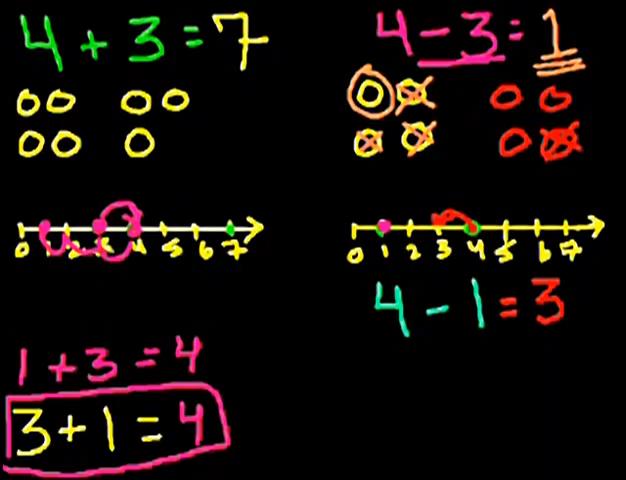 4 + 3 = 7
4 - 3 = 1
0 1 2 3 4 5 6 7
0 1 2 3 4 5 6 7
4 - 1 = 3
1 + 3 = 4
3 + 1 = 4